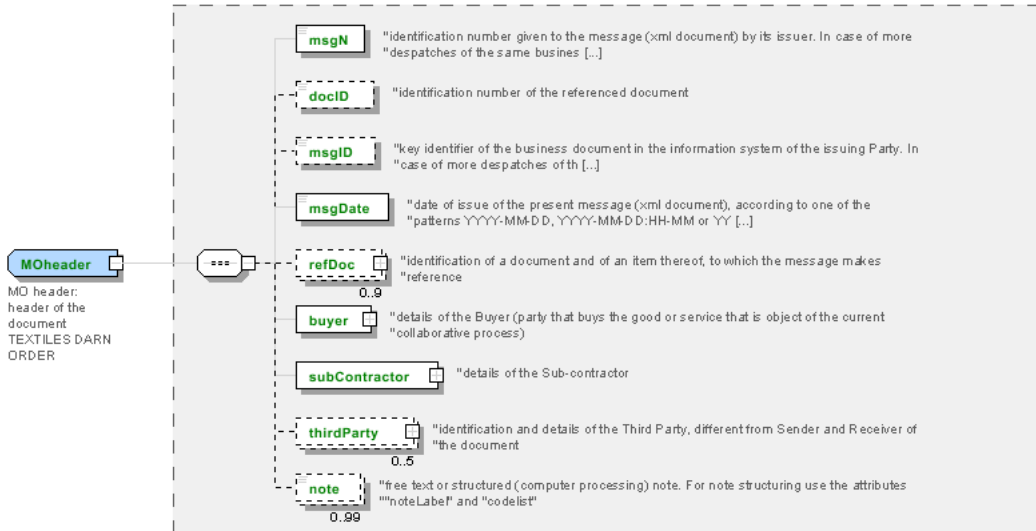 msgN
"identification number given to the message (xml document) by its issuer. In case of more
"despatches of the same busines [...]
docID
"identification number of the referenced document
msgID
"key identifier of the business document in the information system of the issuing Party. In
"case of more despatches of th [...]
msgDate
"date of issue of the present message (xml document), according to one of the
"patterns YYYY-MM-DD, YYYY-MM-DD:HH-MM or YY [...]
MOheader
MO header:
header of the
document
TEXTILES DARN
ORDER
refDoc
"identification of a document and of an item thereof, to which the message makes
"reference
0..9
buyer
"details of the Buyer (party that buys the good or service that is object of the current
"collaborative process)
subContractor
"details of the Sub-contractor
thirdParty
"identification and details of the Third Party, different from Sender and Receiver of
"the document
0..5
note
"free text or structured (computer processing) note. For note structuring use the attributes
""noteLabel" and "codelist"
0..99